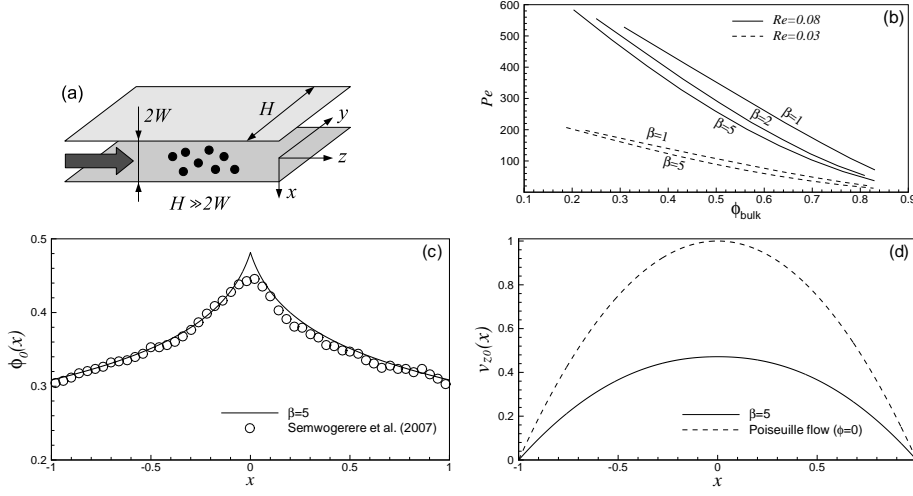 (a)
2W
H
y
z
x
H ≫ 2W
(b)
Pe
600
500
400
300
200
100
Re=0.08
Re=0.03
β=1
β=2
β=5
β=1
β=5
0.1 0.2 0.3 0.4 0.5 0.6 0.7 0.8 0.9
ϕbulk
(c)
ϕ0(x)
0.5
0.4
0.3
0.2
β=5
Semwogerere et al. (2007)
-1 -0.5 0 0.5 1
x
(d)
vz0(x)
1
0.8
0.6
0.4
0.2
0
β=5
Poiseuille flow (ϕ=0)
-1 -0.5 0 0.5
x